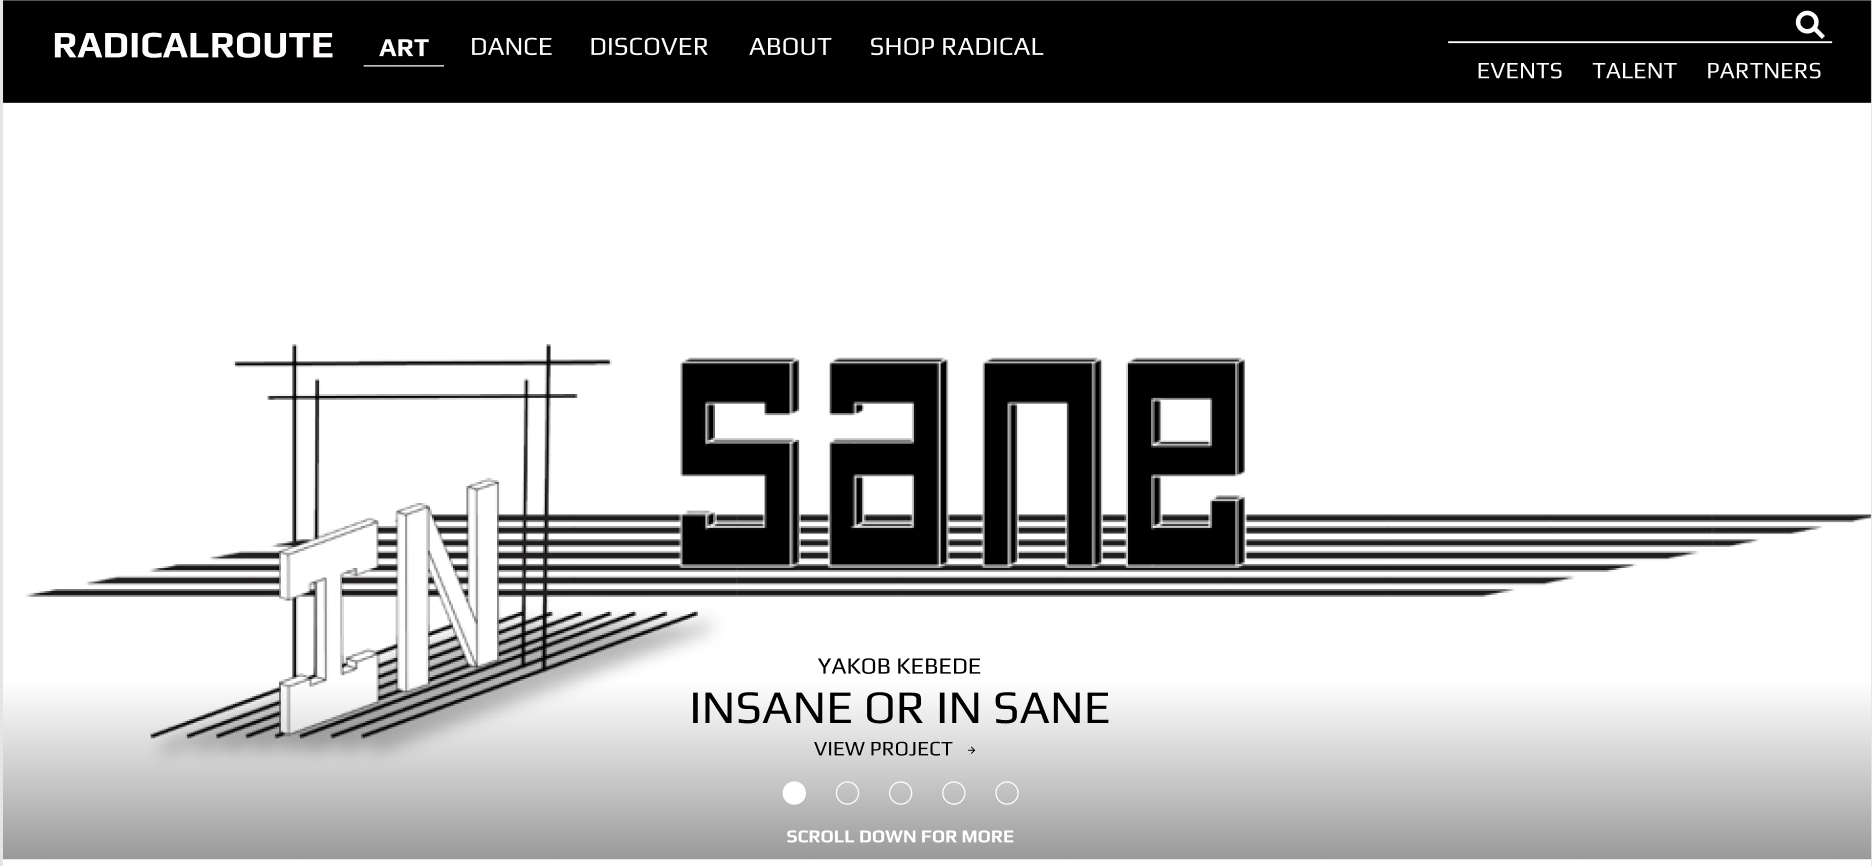 RADICALROUTE ART DANCE DISCOVER ABOUT SHOP RADICAL
EVENTS TALENT PARTNERS
IN sane
YAKOB KEBEDE
INSANE OR IN SANE
VIEW PROJECT →
SCROLL DOWN FOR MORE